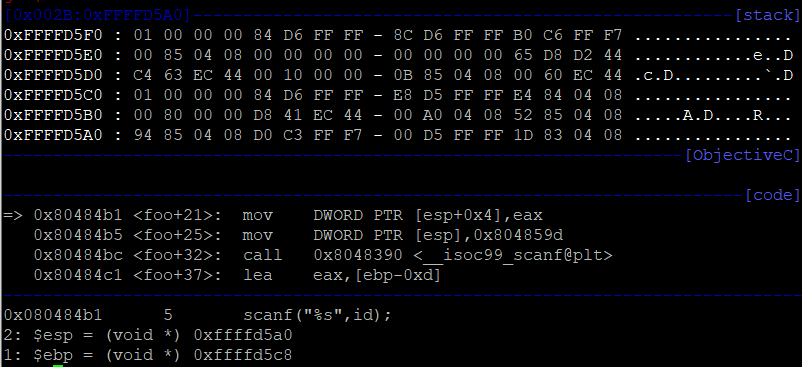 [0x002B:0xFFFFD5A0] [stack]
0xFFFFD5F0 : 01 00 00 00 84 D6 FF FF - 8C D6 FF FF B0 C6 FF F7 ................
0xFFFFD5E0 : 00 85 04 08 00 00 00 00 - 00 00 00 00 65 D8 D2 44 ............e..D
0xFFFFD5D0 : C4 63 EC 44 00 10 00 00 - 0B 85 04 08 00 60 EC 44 .c.D.........`.D
0xFFFFD5C0 : 01 00 00 00 84 D6 FF FF - E8 D5 FF FF E4 84 04 08 ................
0xFFFFD5B0 : 00 80 00 00 D8 41 EC 44 - 00 A0 04 08 52 85 04 08 .....A.D....R...
0xFFFFD5A0 : 94 85 04 08 D0 C3 FF F7 - 00 D5 FF FF 1D 83 04 08 ................
[ObjectiveC]
[code]
=> 0x80484b1 <foo+21>: mov DWORD PTR [esp+0x4],eax
0x80484b5 <foo+25>: mov DWORD PTR [esp],0x804859d
0x80484bc <foo+32>: call 0x8048390 <__isoc99_scanf@plt>
0x80484c1 <foo+37>: lea eax,[ebp-0xd]
0x080484b1 5 scanf("%s",id);
2: $esp = (void *) 0xffffd5a0
1: $ebp = (void *) 0xffffd5c8